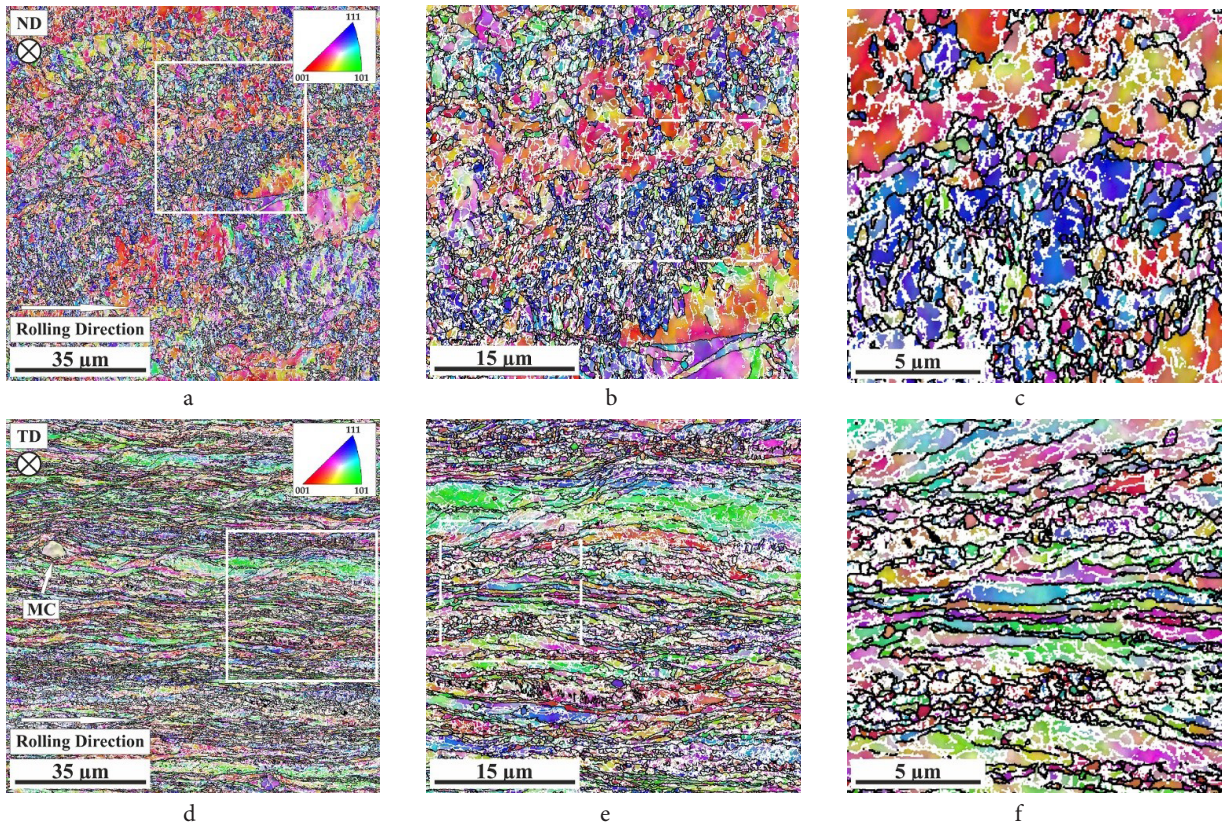 ND
111
001 101
Rolling Direction
35 µm
15 µm
5 µm
a b c
TD
111
001 101
MC
Rolling Direction
35 µm
15 µm
5 µm
d e f